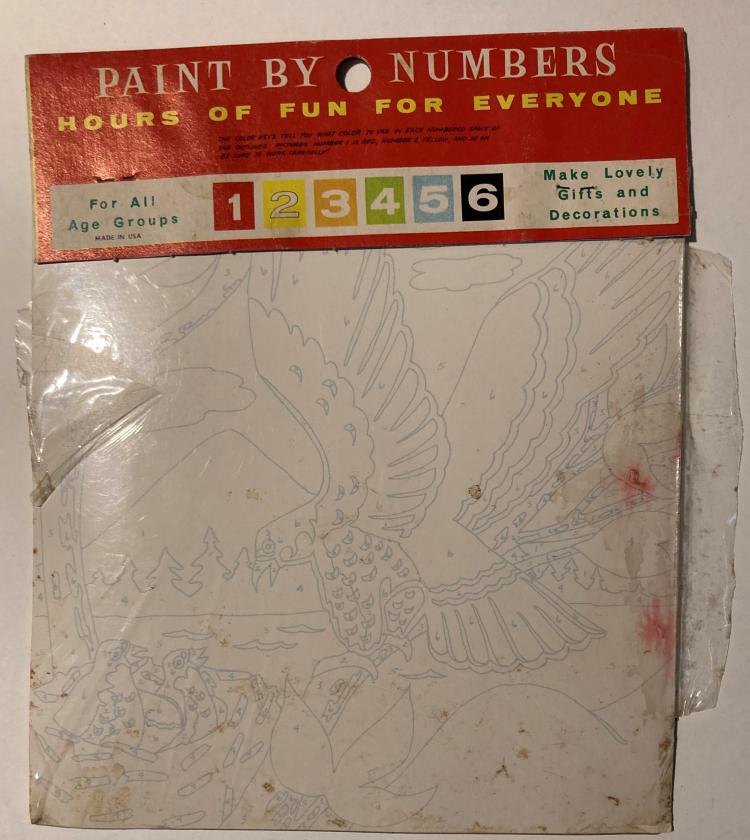 PAINT BY NUMBERS
HOURS OF FUN FOR EVERYONE
THE COLOR KEYS TELL YOU WHAT COLOR TO USE IN EACH NUMBERED SPACE OF
THE OUTLINED PICTURES NUMBER 1 IS RED, NUMBER 2 YELLOW, AND SO ON
BE SURE TO WORK CAREFULLY!
For All
Age Groups
MADE IN USA
1 2 3 4 5 6
Make Lovely
Gifts and
Decorations